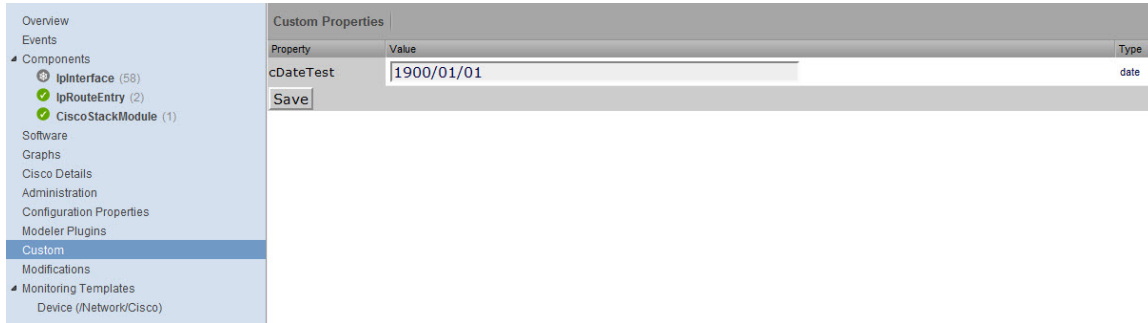 Overview
Events
Components
IpInterface (58)
IpRouteEntry (2)
CiscoStackModule (1)
Software
Graphs
Cisco Details
Administration
Configuration Properties
Modeler Plugins
Custom
Modifications
Monitoring Templates
Device (/Network/Cisco)
Custom Properties
Property Value Type
cDateTest 1900/01/01 date
Save